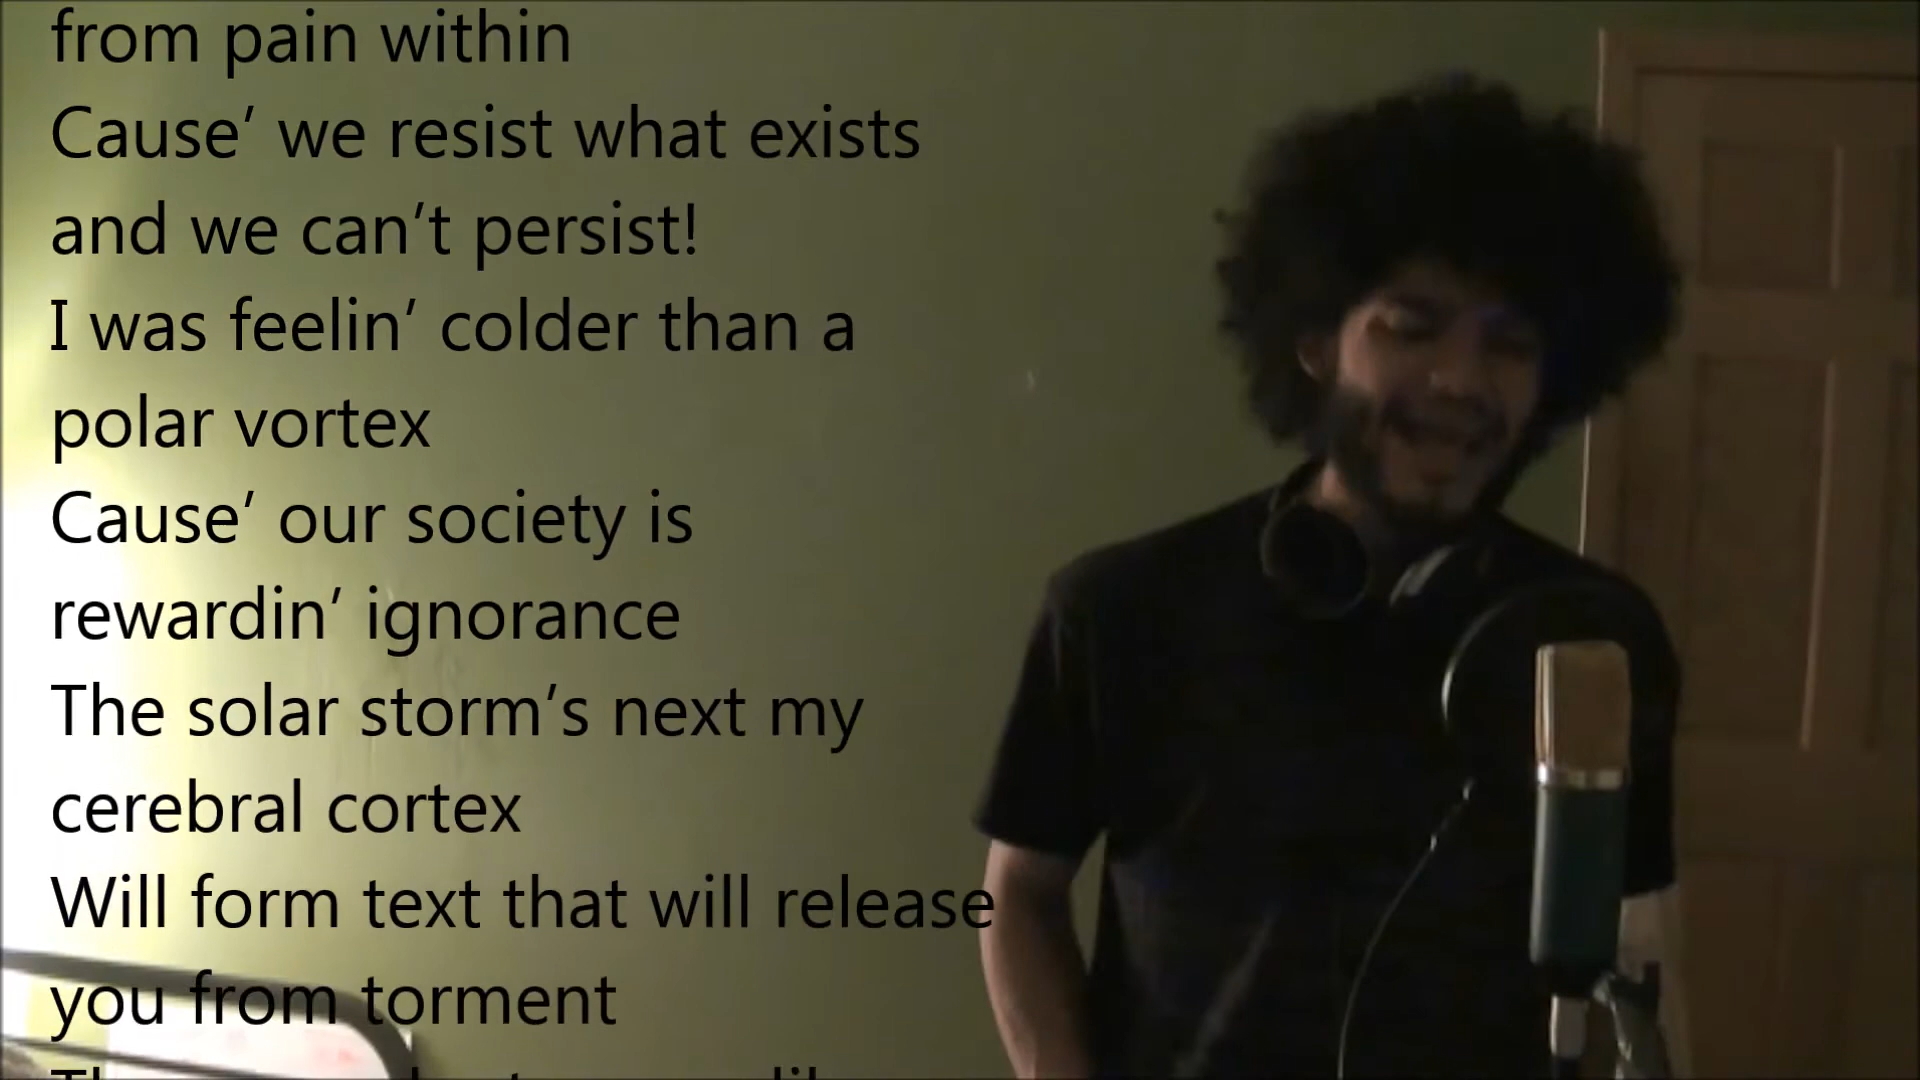 from pain within
Cause’ we resist what exists
and we can’t persist!
I was feelin’ colder than a
polar vortex
Cause’ our society is
rewardin’ ignorance
The solar storm’s next my
cerebral cortex
Will form text that will release
you from torment